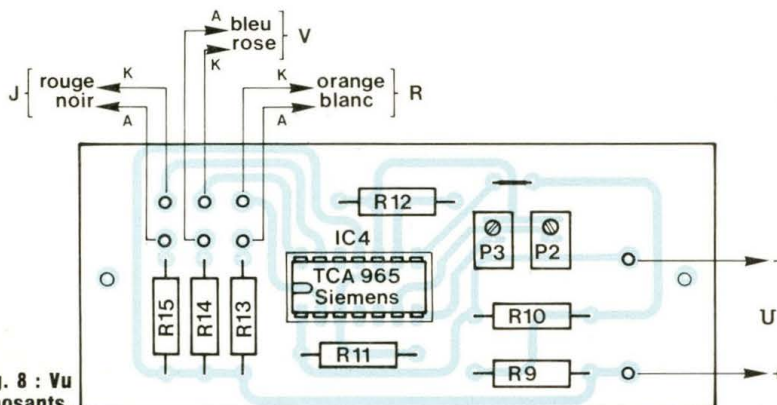 A bleu
rose } V
K
J { rouge K
noir A
K orange
blanc } R
A
R12
IC4
TCA 965
Siemens
P3 P2
R15 R14 R13
R11
R10
R9
U
g. 8 : Vu
posants